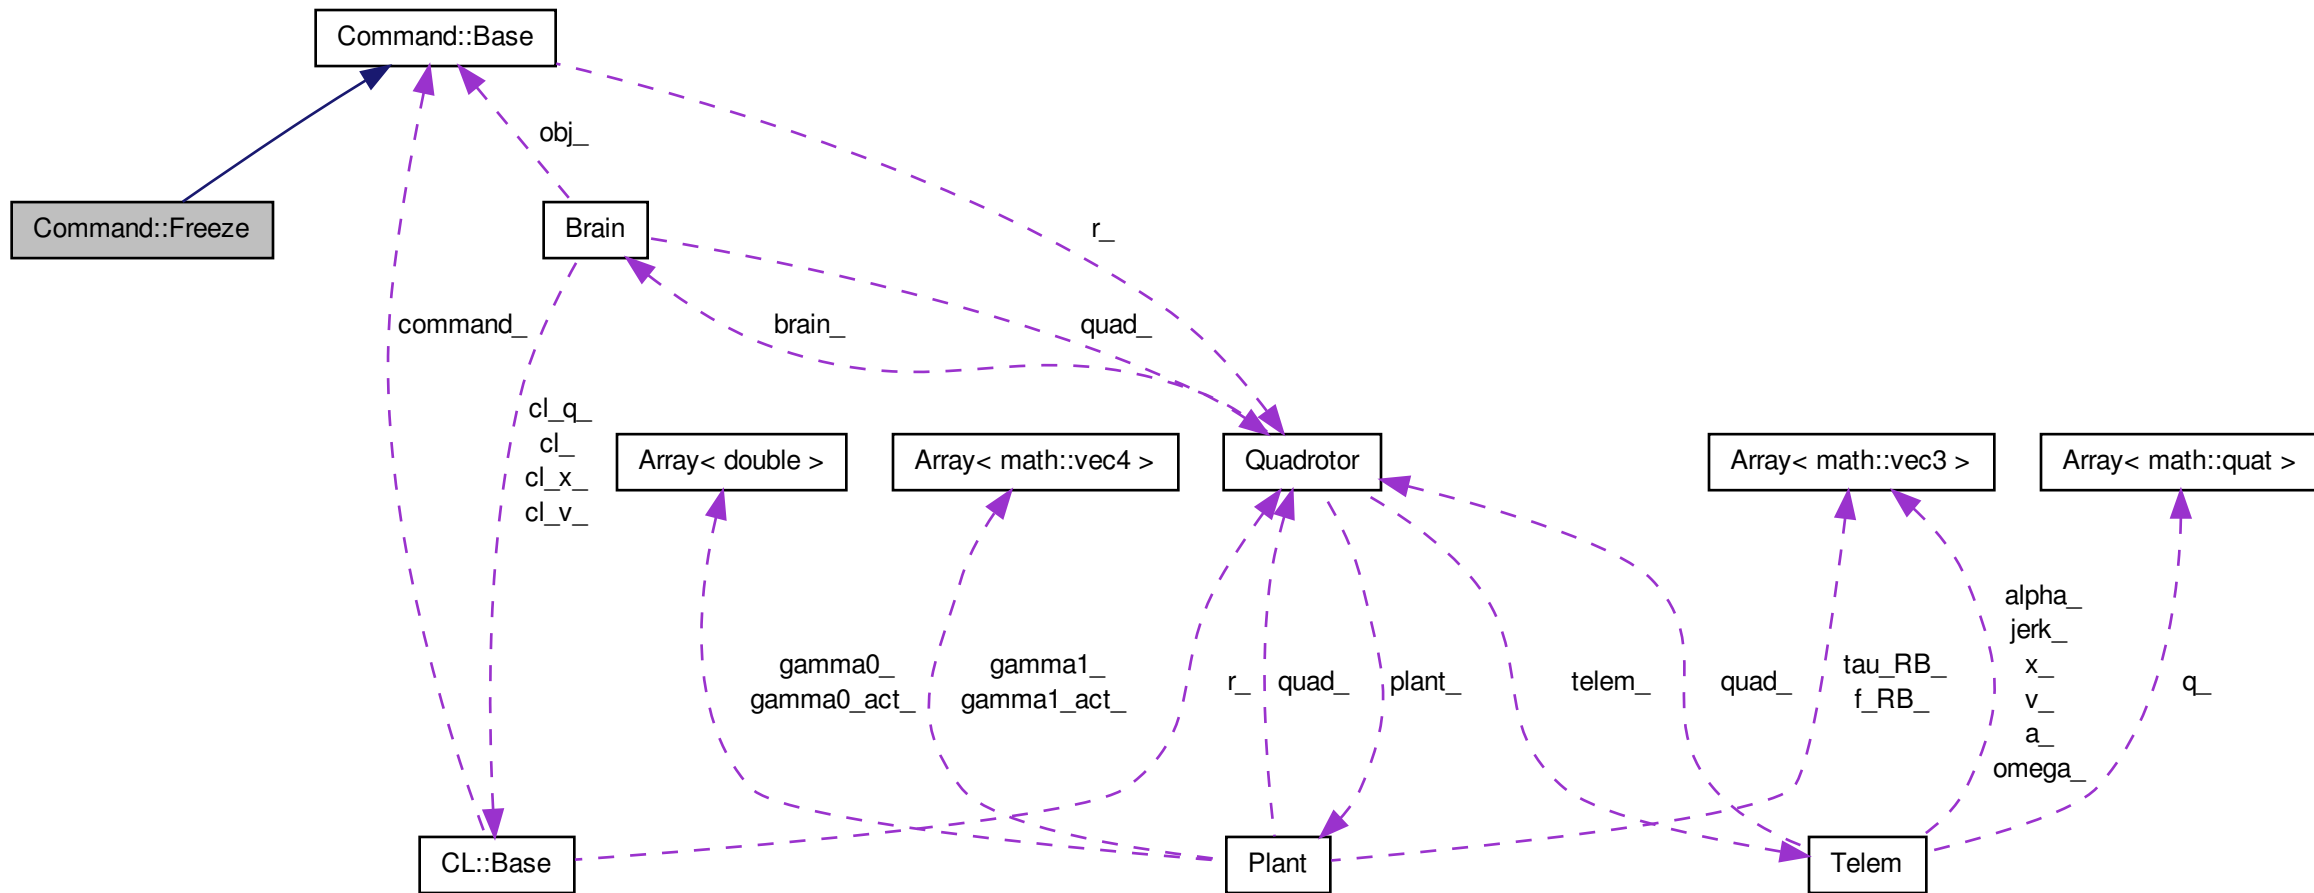 Command::Base
obj_
Command::Freeze
Brain
r_
command_
brain_
quad_
cl_q_
cl_
cl_x_
cl_v_
Array< double >
Array< math::vec4 >
Quadrotor
Array< math::vec3 >
Array< math::quat >
gamma0_
gamma0_act_
gamma1_
gamma1_act_
r_
quad_
plant_
telem_
quad_
tau_RB_
f_RB_
alpha_
jerk_
x_
v_
a_
omega_
q_
CL::Base
Plant
Telem